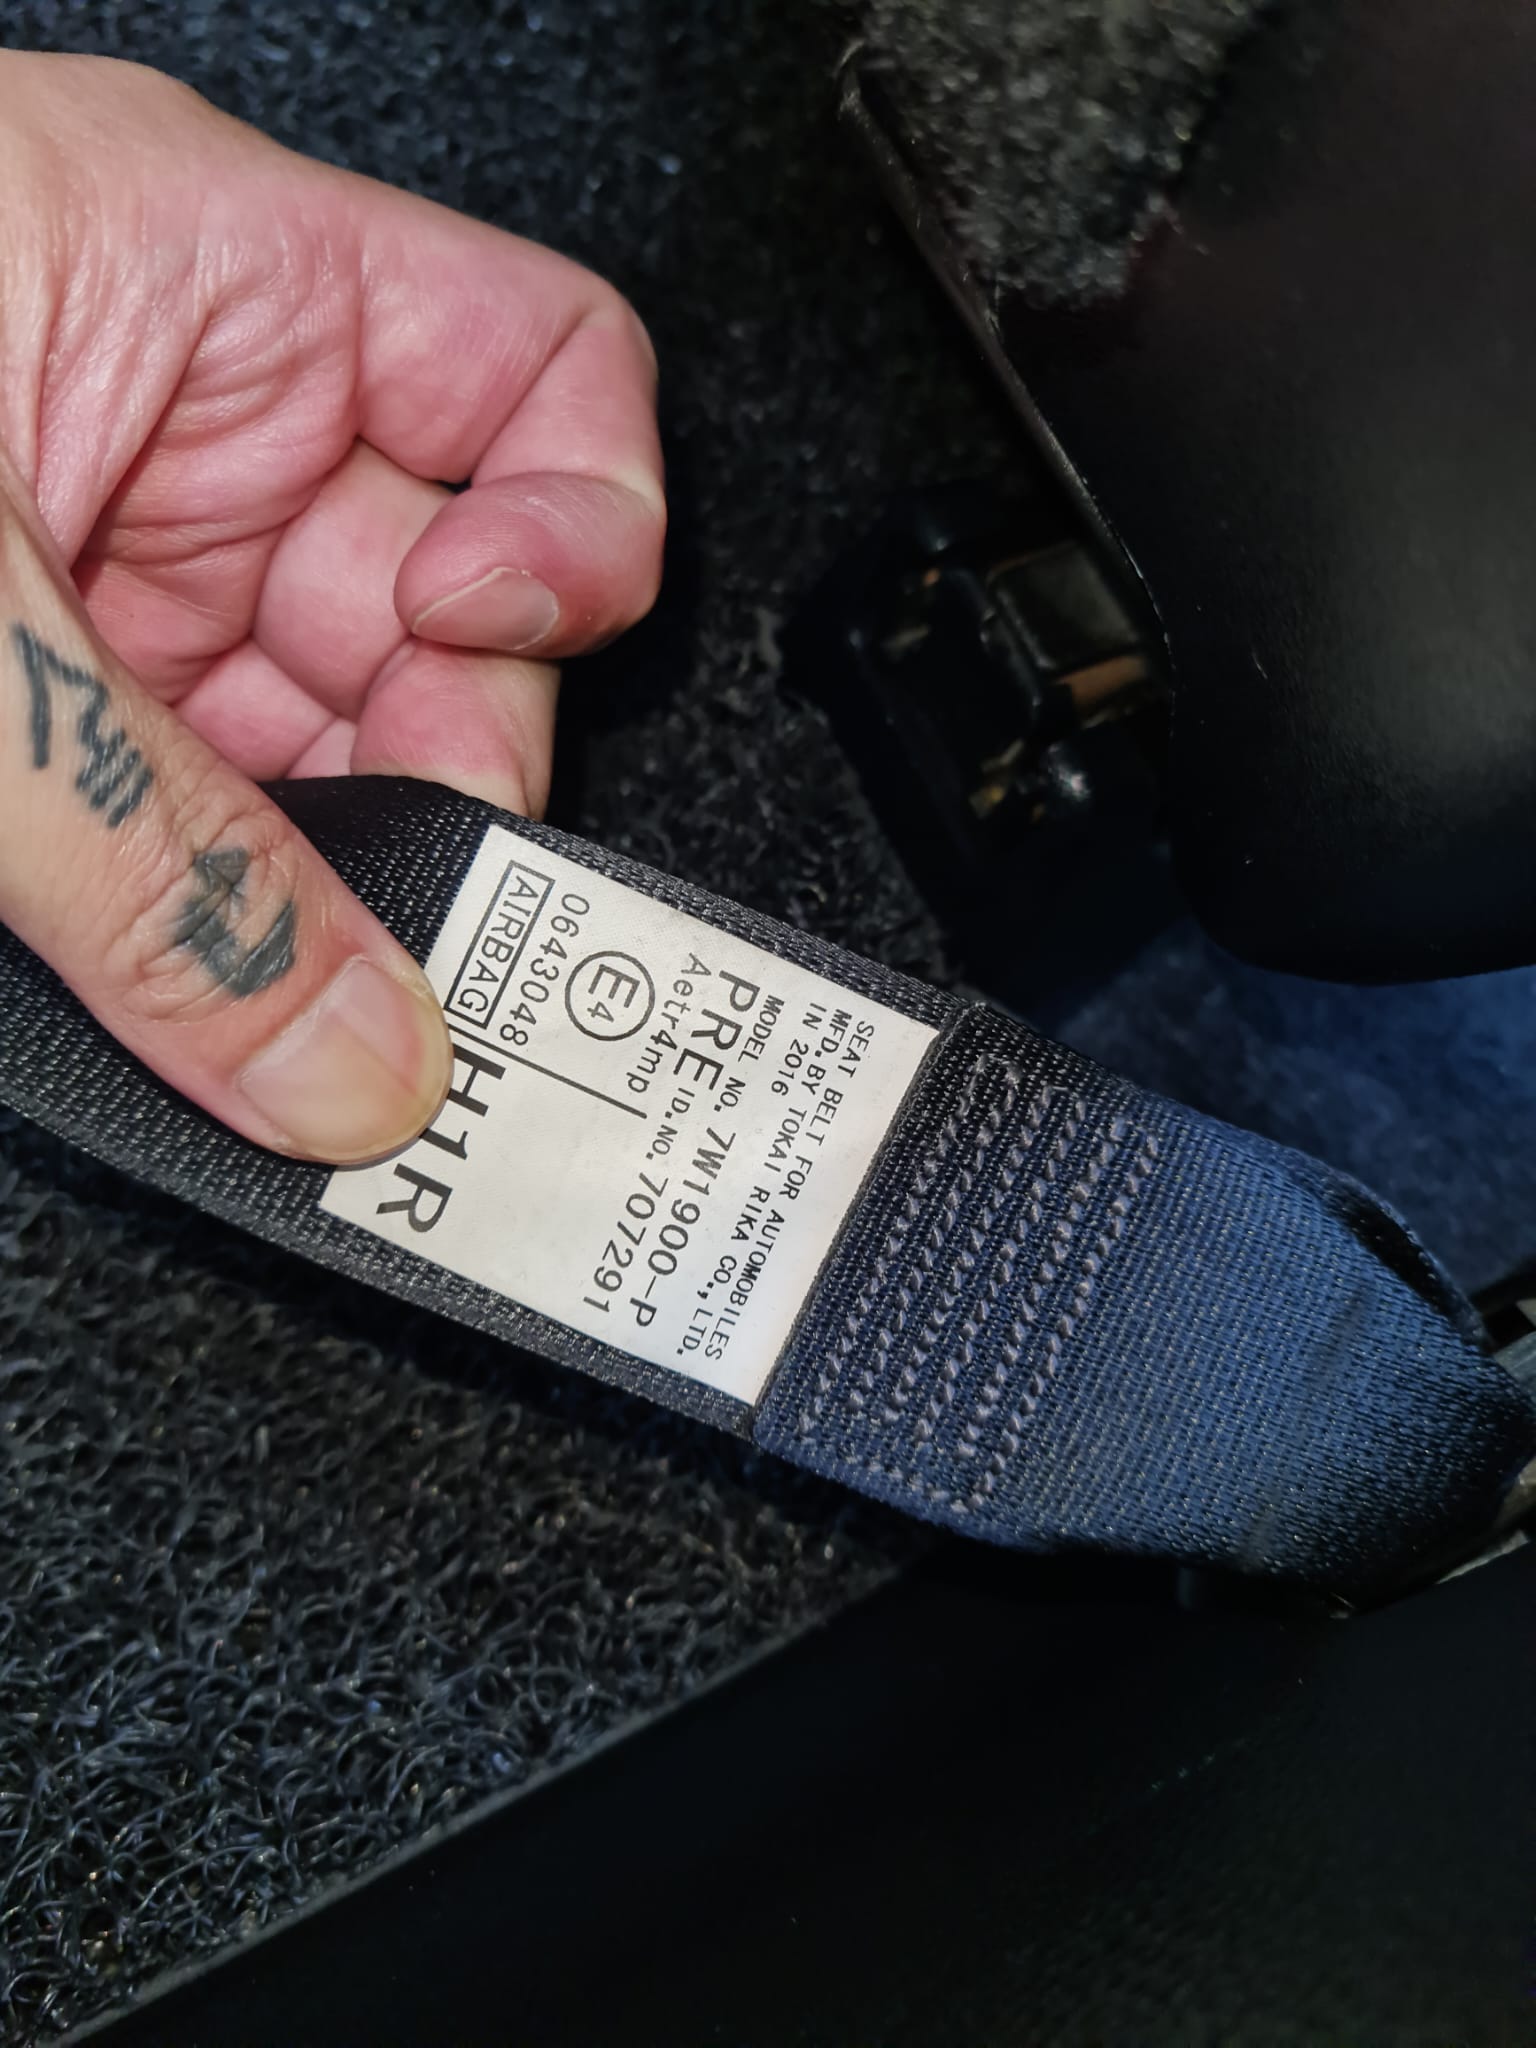 SEAT BELT FOR AUTOMOBILES
MFD. BY TOKAI RIKA CO., LTD.
IN 2016
MODEL NO. 7W1900-P
PRE ID.NO. 707291
Aetr4mp
E4
0643048
AIRBAG H1R